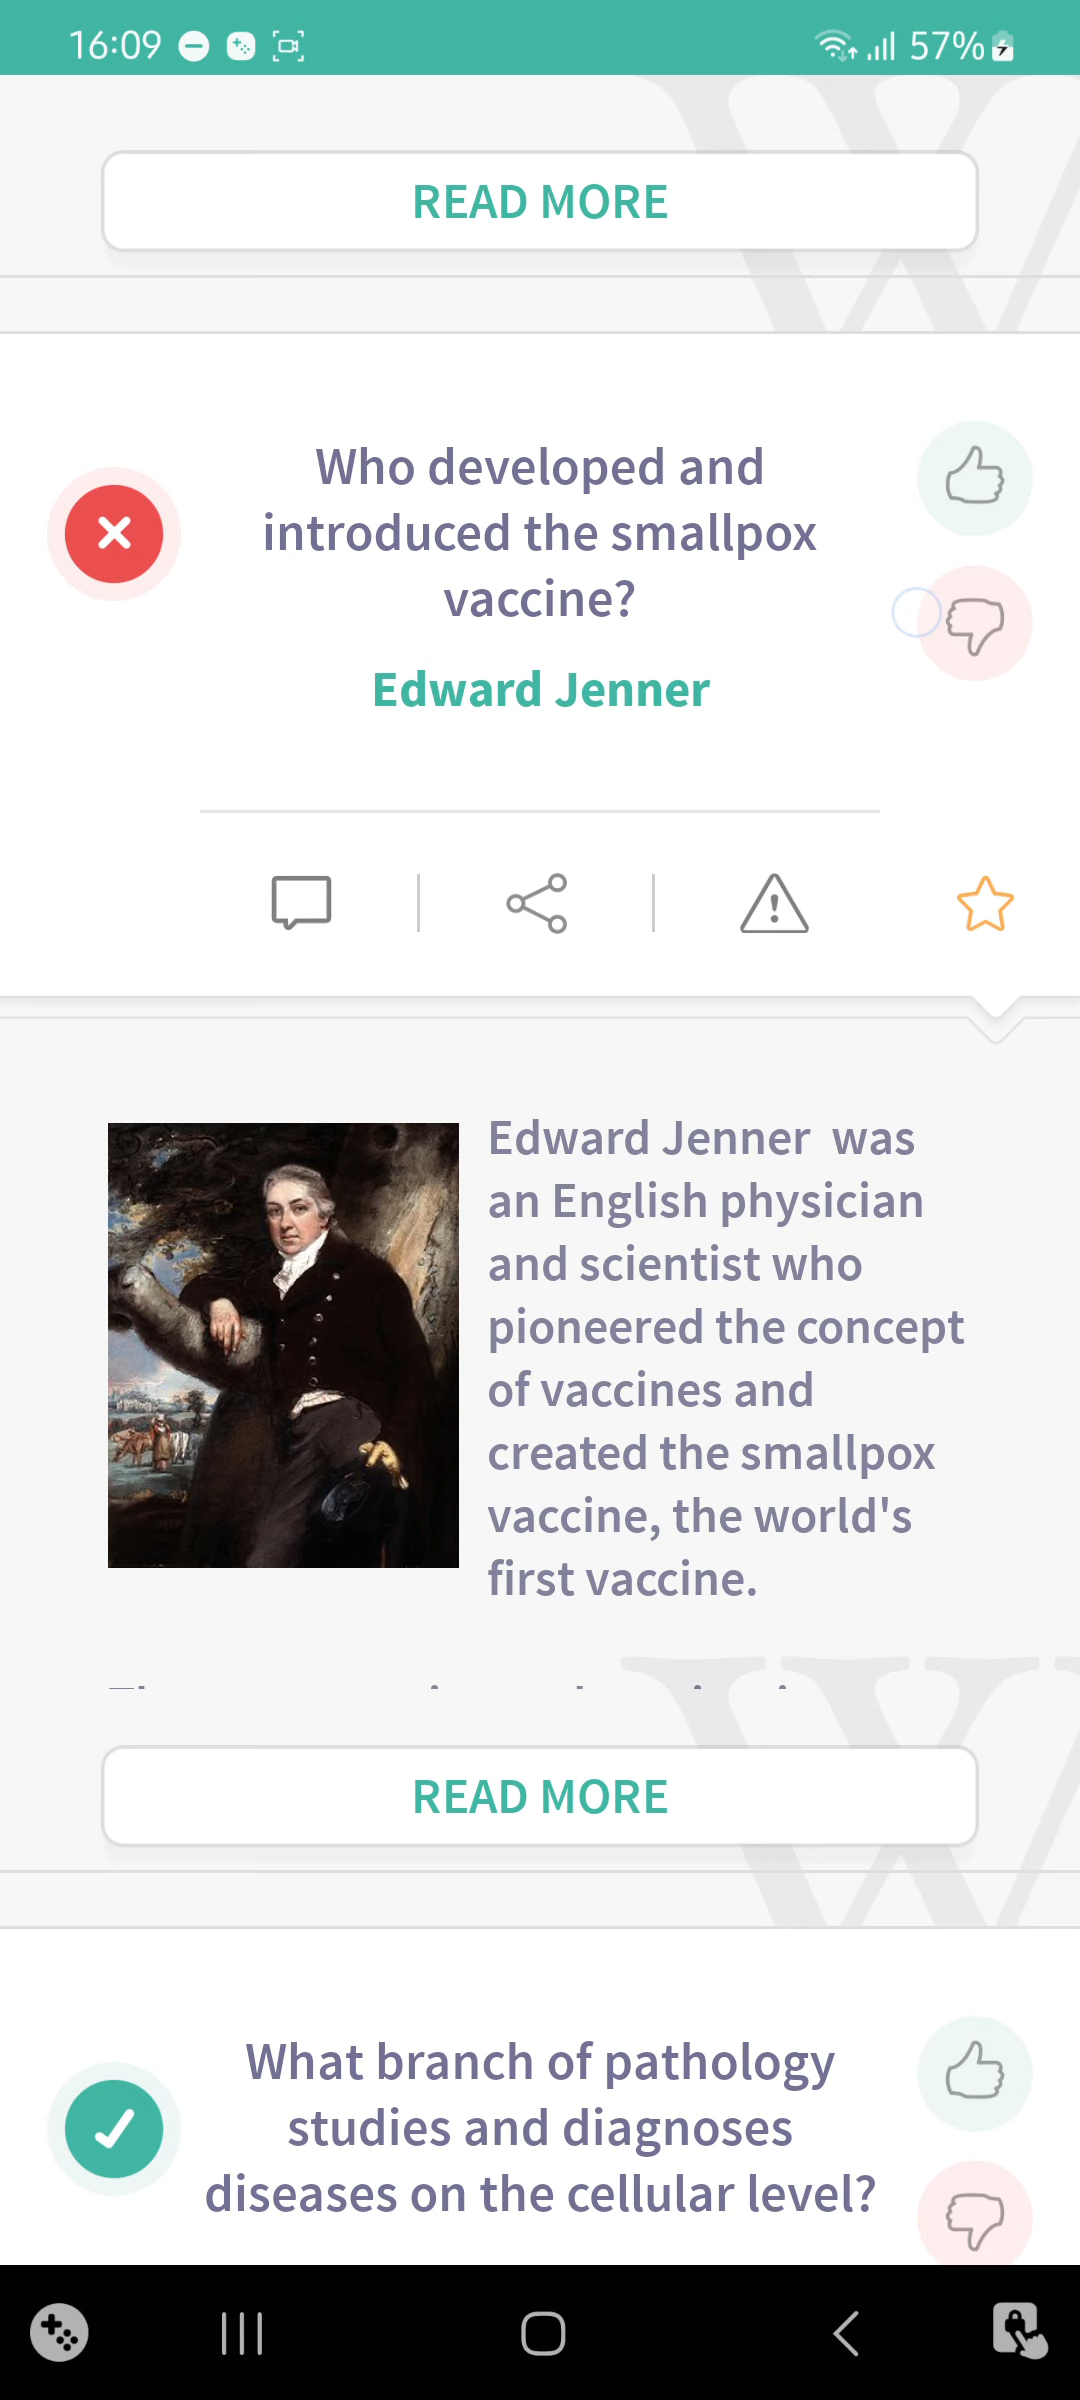 16:09
57%
READ MORE
Who developed and
introduced the smallpox
vaccine?
Edward Jenner
Edward Jenner was
an English physician
and scientist who
pioneered the concept
of vaccines and
created the smallpox
vaccine, the world's
first vaccine.
READ MORE
What branch of pathology
studies and diagnoses
diseases on the cellular level?